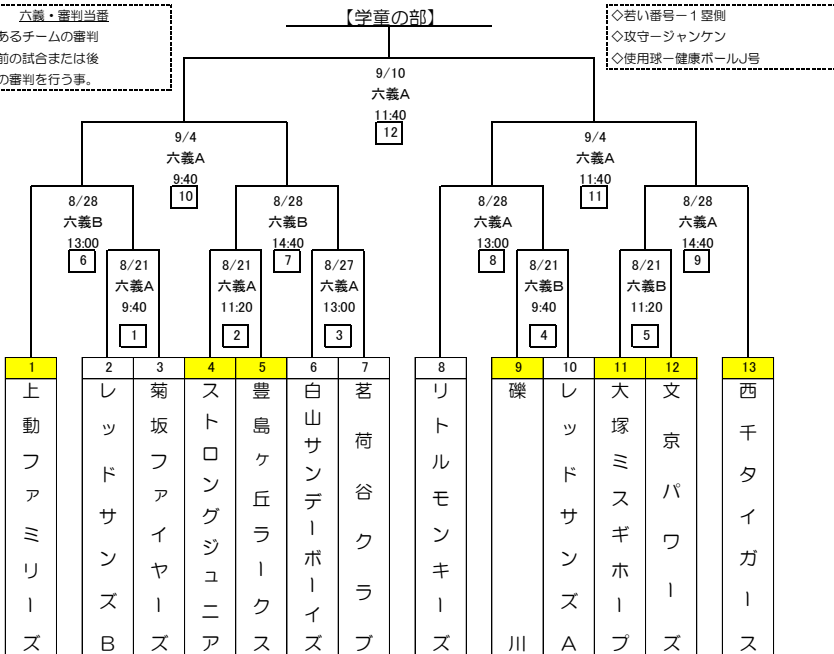 六義・審判当番
あるチームの審判
前の試合または後
の審判を行う事。
【学童の部】
◇若い番号－1塁側
◇攻守－ジャンケン
◇使用球－健康ボールJ号
9/10
六義A
11:40
12
9/4
六義A
9:40
10
9/4
六義A
11:40
11
8/28
六義B
13:00
6
8/28
六義B
14:40
7
8/28
六義A
13:00
8
8/28
六義A
14:40
9
8/21
六義A
9:40
1
8/21
六義A
11:20
2
8/27
六義A
13:00
3
8/21
六義B
9:40
4
8/21
六義B
11:20
5
1
上動ファミリーズ
2
レッドサンズB
3
菊坂ファイヤーズ
4
ストロングジュニア
5
豊島ヶ丘ラークス
6
白山サンデーボーイズ
7
茗荷谷クラブ
8
リトルモンキーズ
9
礫川
10
レッドサンズA
11
大塚ミスギホープ
12
文京パワーズ
13
西千タイガース